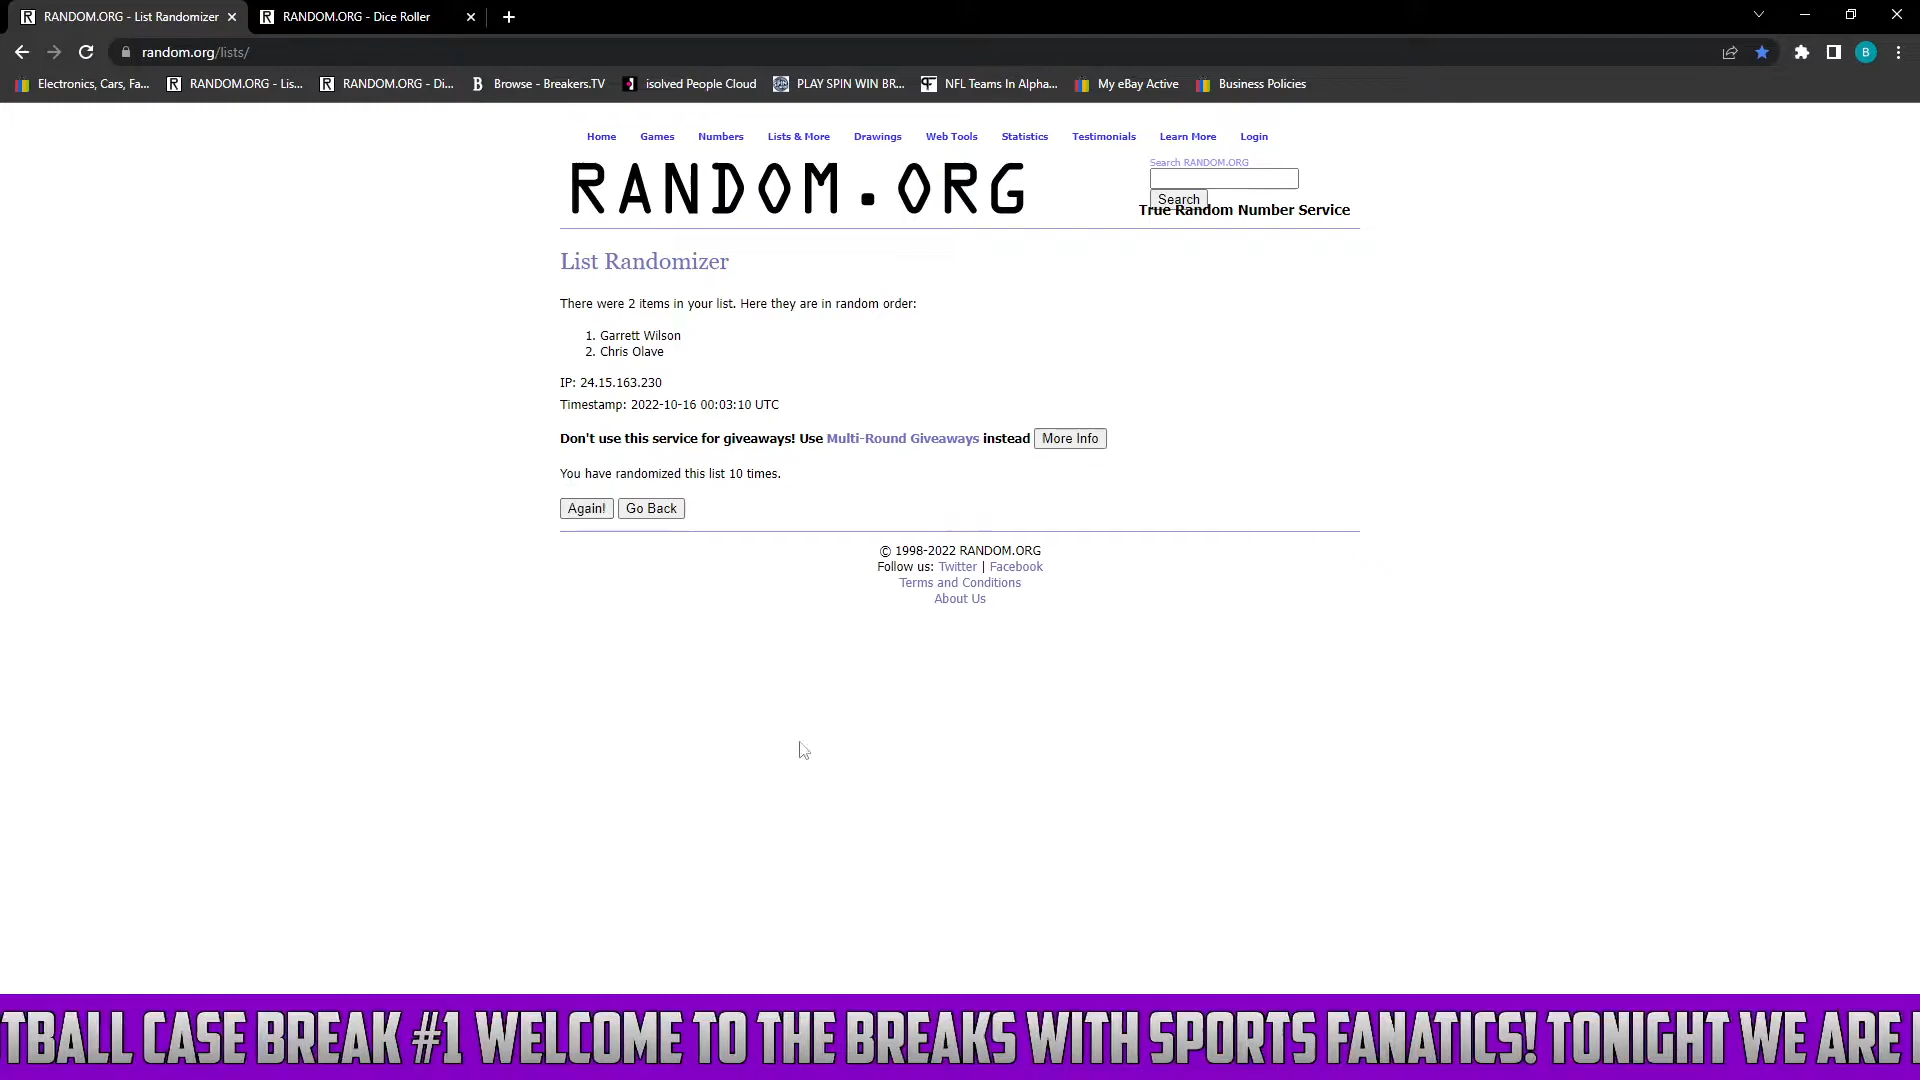 RANDOM.ORG - List Randomizer
RANDOM.ORG - Dice Roller
random.org/lists/
B
Electronics, Cars, Fa...
RANDOM.ORG - Lis...
RANDOM.ORG - Di...
Browse - Breakers.TV
isolved People Cloud
PLAY SPIN WIN BR...
NFL Teams In Alpha...
My eBay Active
Business Policies
Home Games Numbers Lists & More Drawings Web Tools Statistics Testimonials Learn More Login
Search RANDOM.ORG
RANDOM.ORG
Search
True Random Number Service
List Randomizer
There were 2 items in your list. Here they are in random order:
1. Garrett Wilson
2. Chris Olave
IP: 24.15.163.230
Timestamp: 2022-10-16 00:03:10 UTC
Don't use this service for giveaways! Use Multi-Round Giveaways instead More Info
You have randomized this list 10 times.
Again! Go Back
© 1998-2022 RANDOM.ORG
Follow us: Twitter | Facebook
Terms and Conditions
About Us
TBALL CASE BREAK #1 WELCOME TO THE BREAKS WITH SPORTS FANATICS! TONIGHT WE ARE